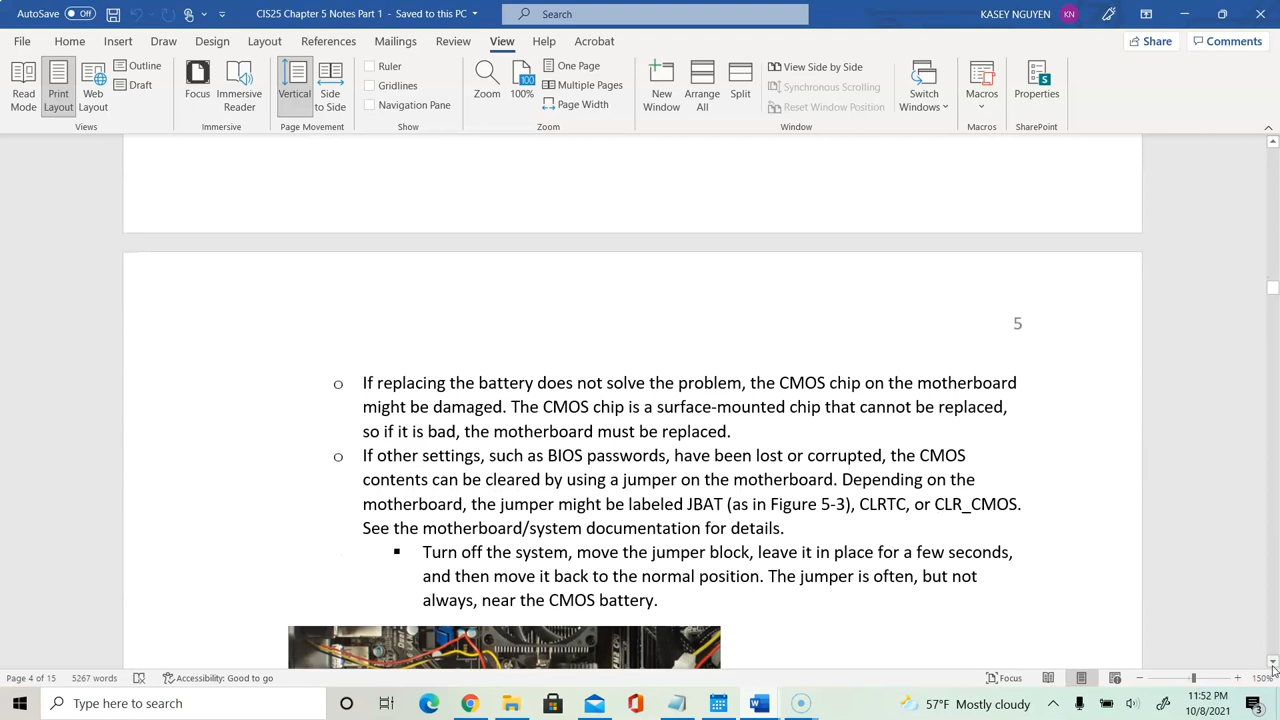 AutoSave Off CIS25 Chapter 5 Notes Part 1 - Saved to this PC Search KASEY NGUYEN KN
File Home Insert Draw Design Layout References Mailings Review View Help Acrobat Share Comments
Read Mode
Print Layout
Web Layout
Outline
Draft
Views
Focus
Immersive Reader
Immersive
Vertical
Side to Side
Page Movement
Ruler
Gridlines
Navigation Pane
Show
Zoom
100
100%
One Page
Multiple Pages
Page Width
Zoom
New Window
Arrange All
Split
View Side by Side
Synchronous Scrolling
Reset Window Position
Switch Windows
Window
Macros
Macros
Properties
SharePoint
5
o If replacing the battery does not solve the problem, the CMOS chip on the motherboard
might be damaged. The CMOS chip is a surface-mounted chip that cannot be replaced,
so if it is bad, the motherboard must be replaced.
o If other settings, such as BIOS passwords, have been lost or corrupted, the CMOS
contents can be cleared by using a jumper on the motherboard. Depending on the
motherboard, the jumper might be labeled JBAT (as in Figure 5-3), CLRTC, or CLR_CMOS.
See the motherboard/system documentation for details.
▪ Turn off the system, move the jumper block, leave it in place for a few seconds,
and then move it back to the normal position. The jumper is often, but not
always, near the CMOS battery.
Page 4 of 15 5267 words Accessibility: Good to go Focus 150%
Type here to search 57°F Mostly cloudy 11:52 PM
10/8/2021
3